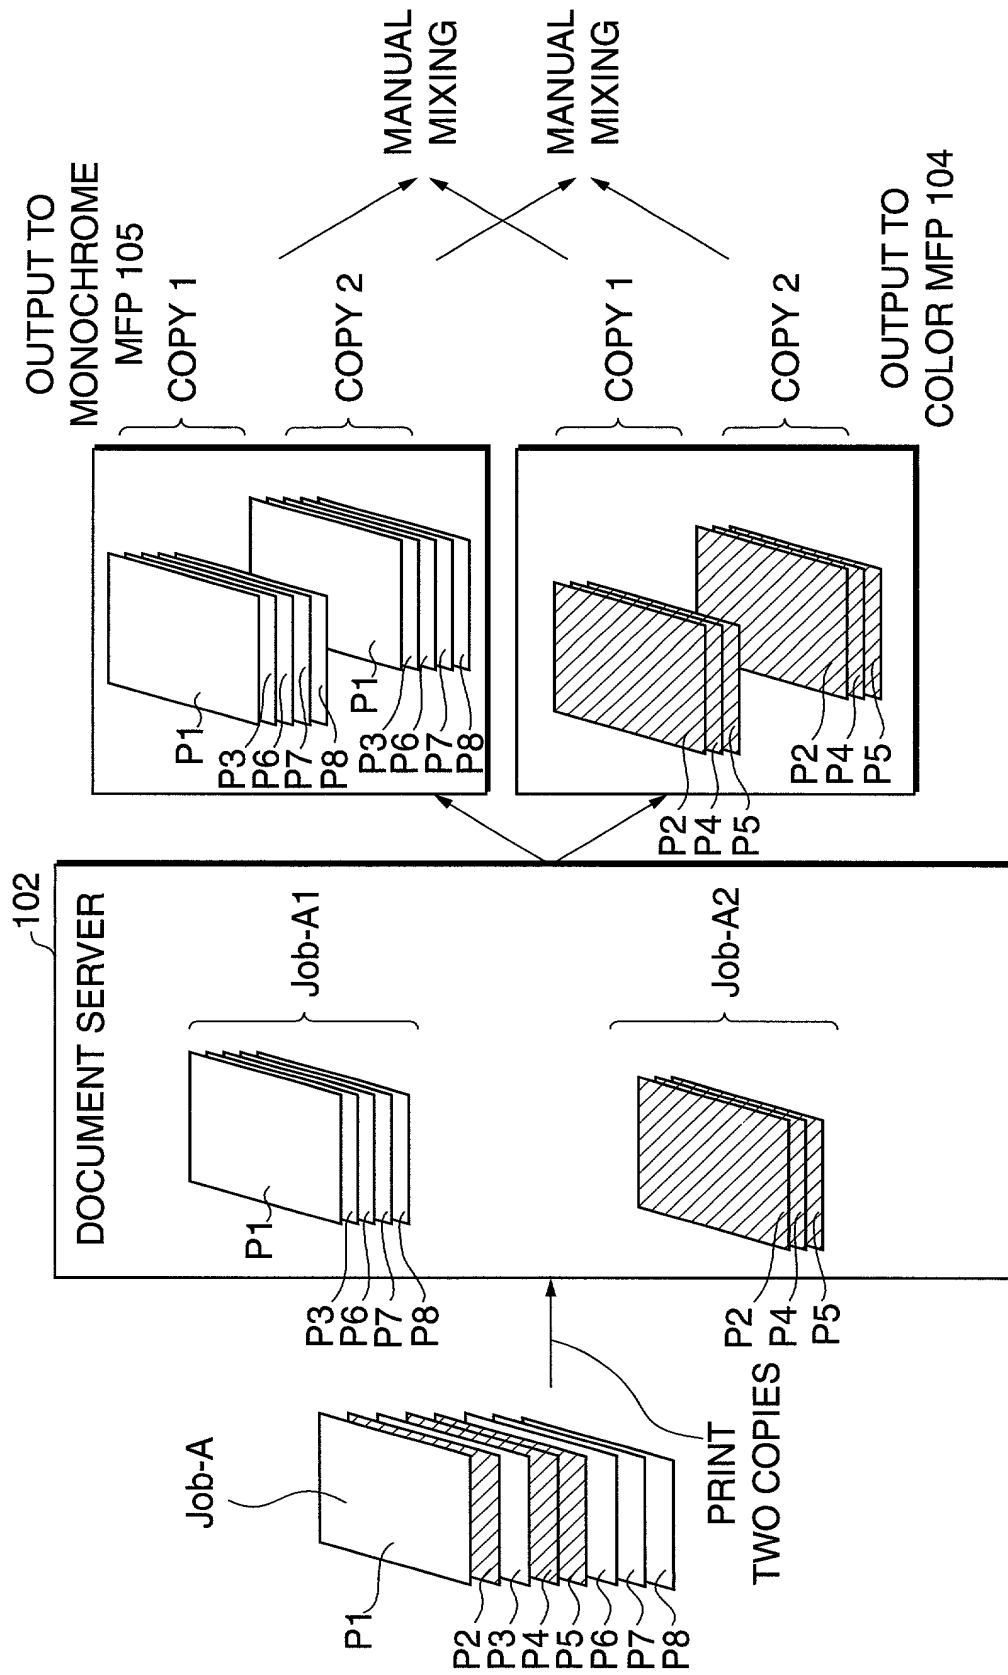 Job-A
P1
P2
P3
P4
P5
P6
P7
P8
PRINT
TWO COPIES
102
DOCUMENT SERVER
P1
P3
P6
P7
P8
Job-A1
P2
P4
P5
Job-A2
P1
P3
P6
P7
P8
P1
P3
P6
P7
P8
COPY 1
COPY 2
OUTPUT TO
MONOCHROME
MFP 105
P2
P4
P5
P2
P4
P5
COPY 1
COPY 2
OUTPUT TO
COLOR MFP 104
MANUAL
MIXING
MANUAL
MIXING